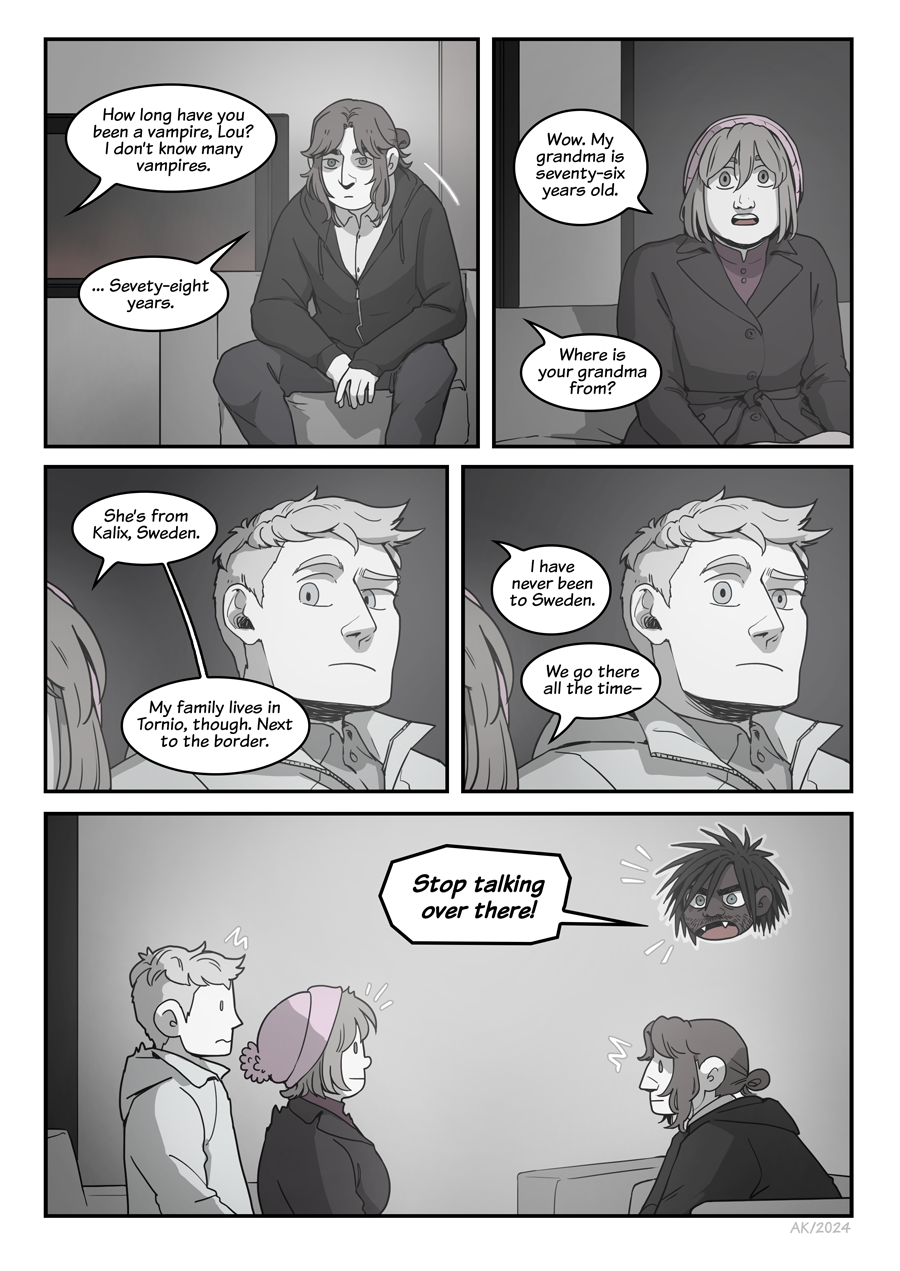 How long have you
been a vampire, Lou?
I don't know many
vampires.
... Sevety-eight
years.
Wow. My
grandma is
seventy-six
years old.
Where is
your grandma
from?
She's from
Kalix, Sweden.
My family lives in
Tornio, though. Next
to the border.
I have
never been
to Sweden.
We go there
all the time—
Stop talking
over there!
AK/2024